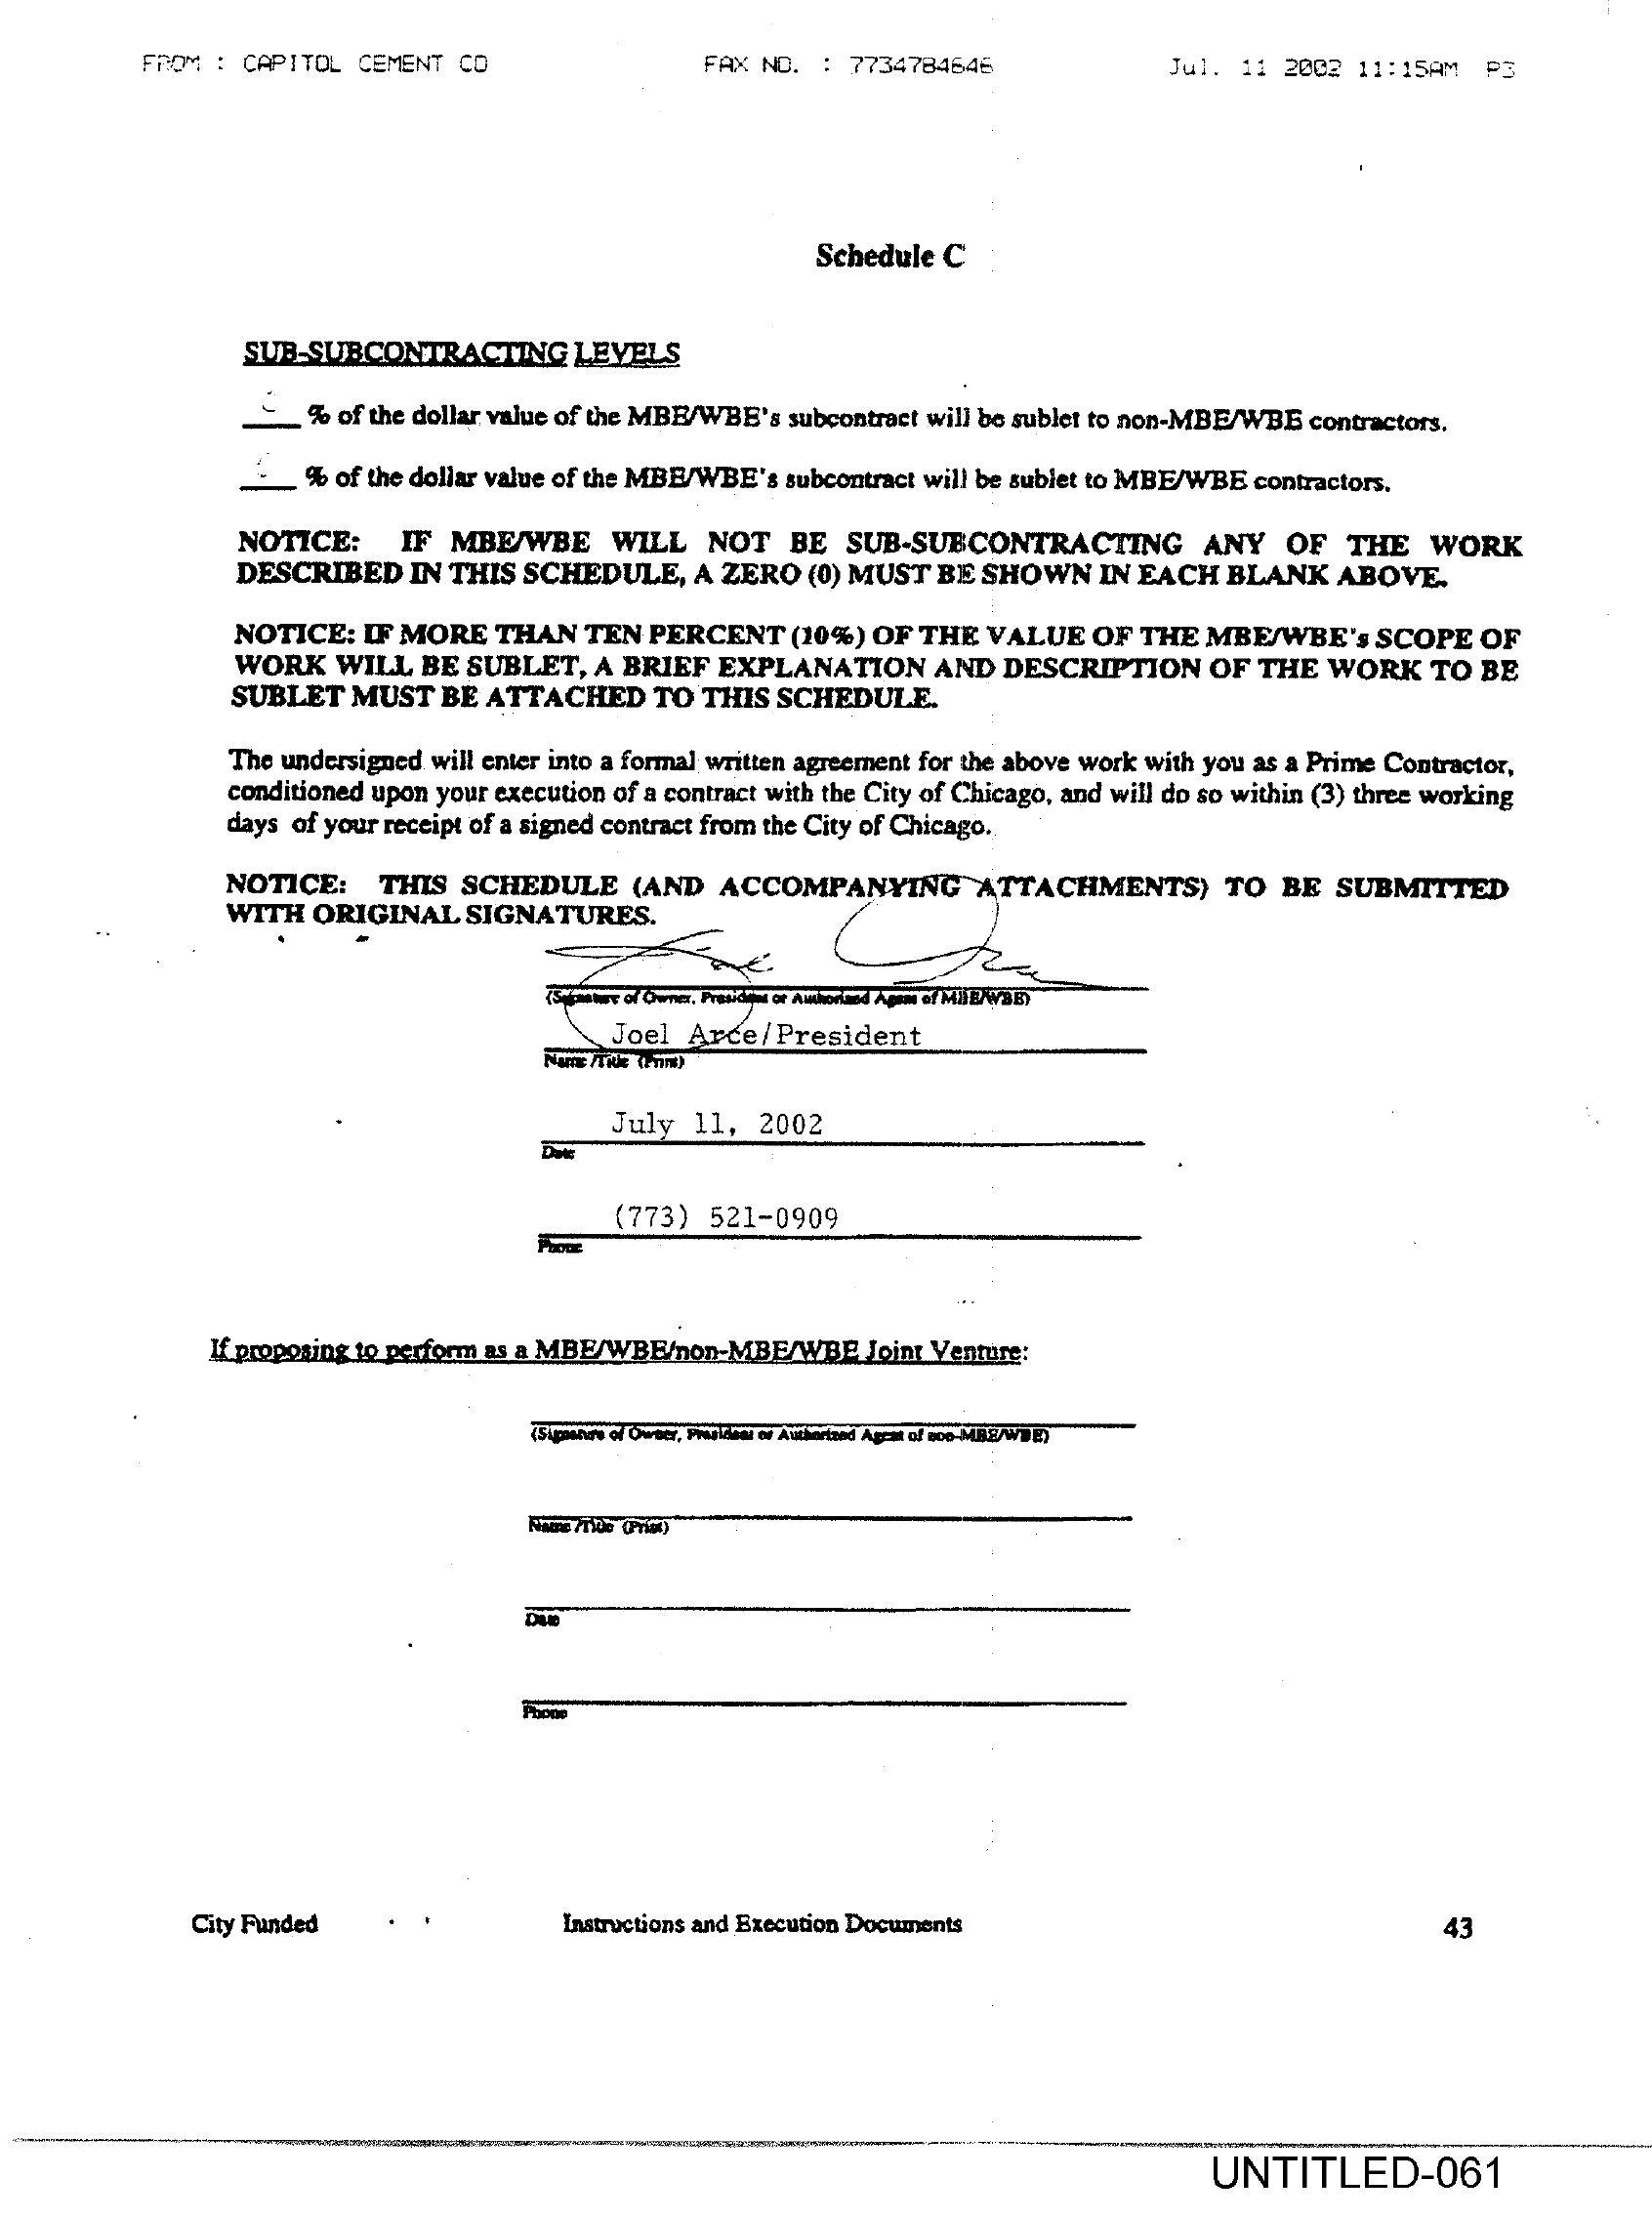 FROM : CAPITOL CEMENT CO FAX NO. : 7734784646 Jul. 11 2002 11:15AM P3
Schedule C
SUB-SUBCONTRACTING LEVELS
% of the dollar value of the MBE/WBE's subcontract will be sublet to non-MBE/WBE contractors.
% of the dollar value of the MBE/WBE's subcontract will be sublet to MBE/WBE contractors.
NOTICE: IF MBE/WBE WILL NOT BE SUB-SUBCONTRACTING ANY OF THE WORK
DESCRIBED IN THIS SCHEDULE, A ZERO (0) MUST BE SHOWN IN EACH BLANK ABOVE.
NOTICE: IF MORE THAN TEN PERCENT (10%) OF THE VALUE OF THE MBE/WBE's SCOPE OF
WORK WILL BE SUBLET, A BRIEF EXPLANATION AND DESCRIPTION OF THE WORK TO BE
SUBLET MUST BE ATTACHED TO THIS SCHEDULE.
The undersigned will enter into a formal written agreement for the above work with you as a Prime Contractor,
conditioned upon your execution of a contract with the City of Chicago, and will do so within (3) three working
days of your receipt of a signed contract from the City of Chicago.
NOTICE: THIS SCHEDULE (AND ACCOMPANYING ATTACHMENTS) TO BE SUBMITTED
WITH ORIGINAL SIGNATURES.
(Signature of Owner, President or Authorized Agent of MBE/WBE)
Joel Arce/President
Name /Title (Print)
July 11, 2002
Date
(773) 521-0909
Phone
If proposing to perform as a MBE/WBE/non-MBE/WBE Joint Venture:
(Signature of Owner, President or Authorized Agent of non-MBE/WBE)
Name /Title (Print)
Date
Phone
City Funded Instructions and Execution Documents 43
UNTITLED-061